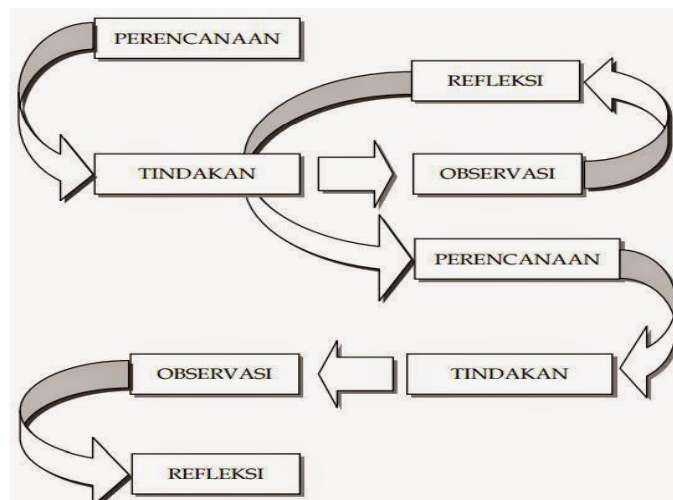 PERENCANAAN
REFLEKSI
TINDAKAN
OBSERVASI
PERENCANAAN
OBSERVASI
TINDAKAN
REFLEKSI